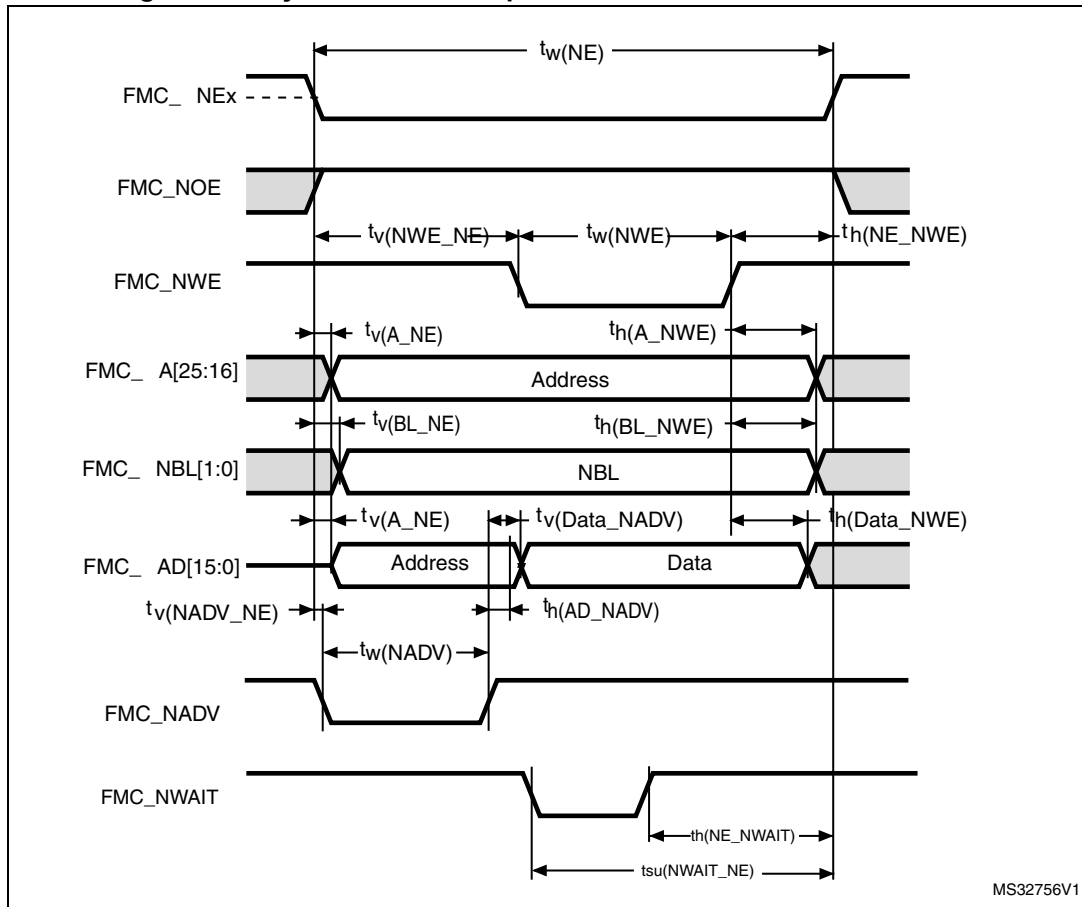 tw(NE)
FMC_ NEx
FMC_NOE
tv(NWE_NE)
tw(NWE)
th(NE_NWE)
FMC_NWE
tv(A_NE)
th(A_NWE)
FMC_ A[25:16]
Address
tv(BL_NE)
th(BL_NWE)
FMC_ NBL[1:0]
NBL
tv(A_NE)
tv(Data_NADV)
th(Data_NWE)
FMC_ AD[15:0]
Address
Data
tv(NADV_NE)
th(AD_NADV)
tw(NADV)
FMC_NADV
FMC_NWAIT
th(NE_NWAIT)
tsu(NWAIT_NE)
MS32756V1